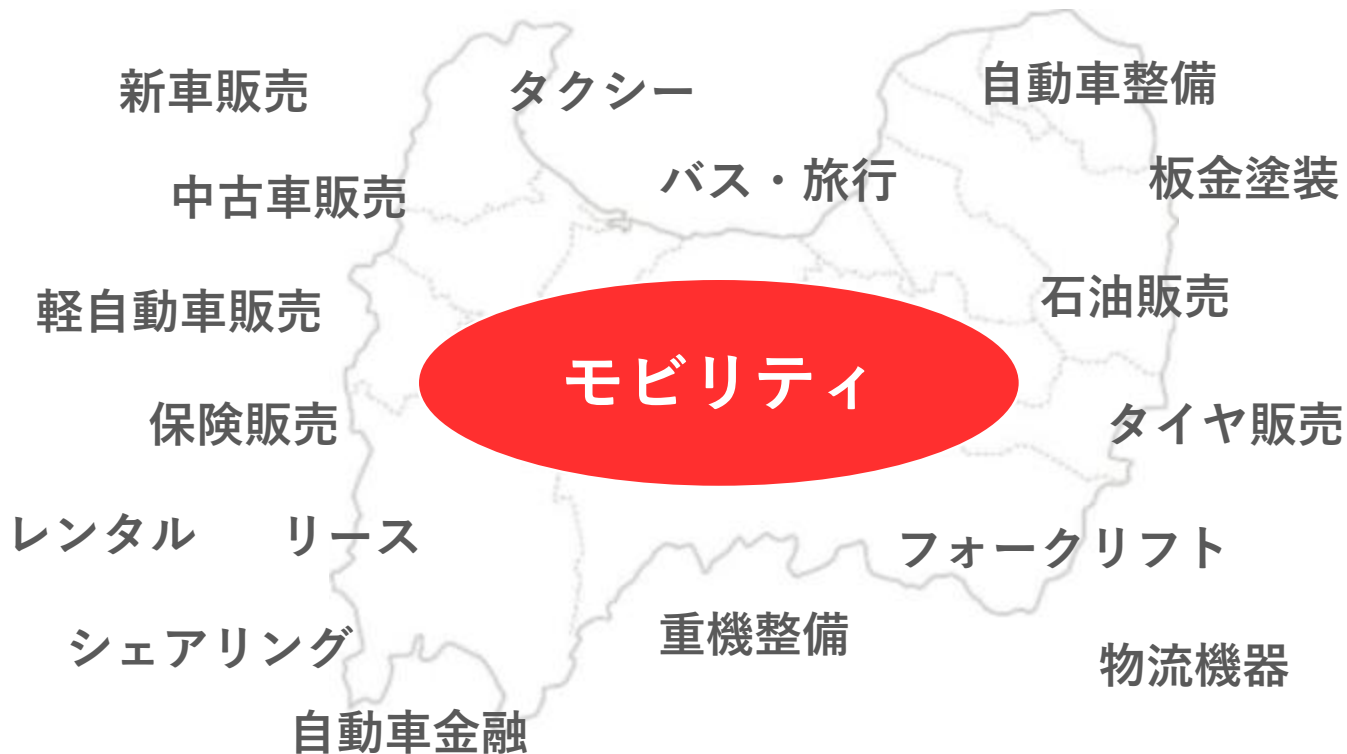 新車販売
タクシー
自動車整備
中古車販売
バス・旅行
板金塗装
軽自動車販売
石油販売
モビリティ
保険販売
タイヤ販売
レンタル
リース
フォークリフト
シェアリング
重機整備
物流機器
自動車金融